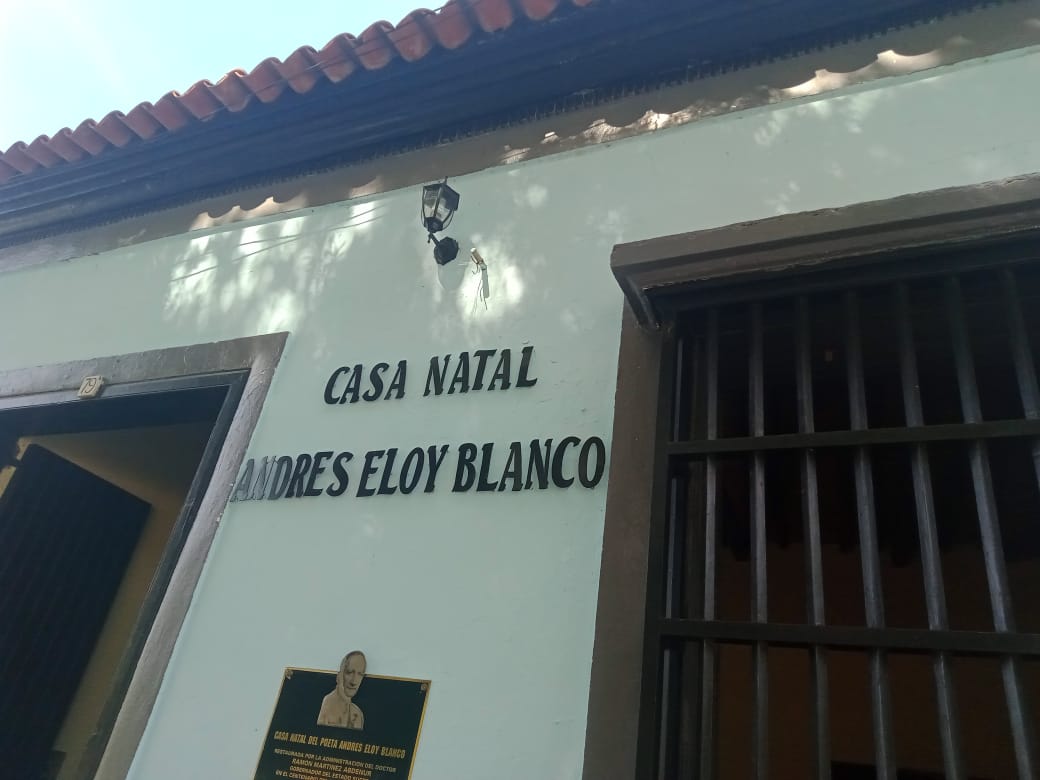 79
CASA NATAL
ANDRES ELOY BLANCO
CASA NATAL DEL POETA ANDRES ELOY BLANCO
RESTAURADA POR LA ADMINISTRACION DEL DOCTOR
RAMON MARTINEZ ABDENUR
GOBERNADOR DEL ESTADO SUCRE
EN EL CENTENARIO